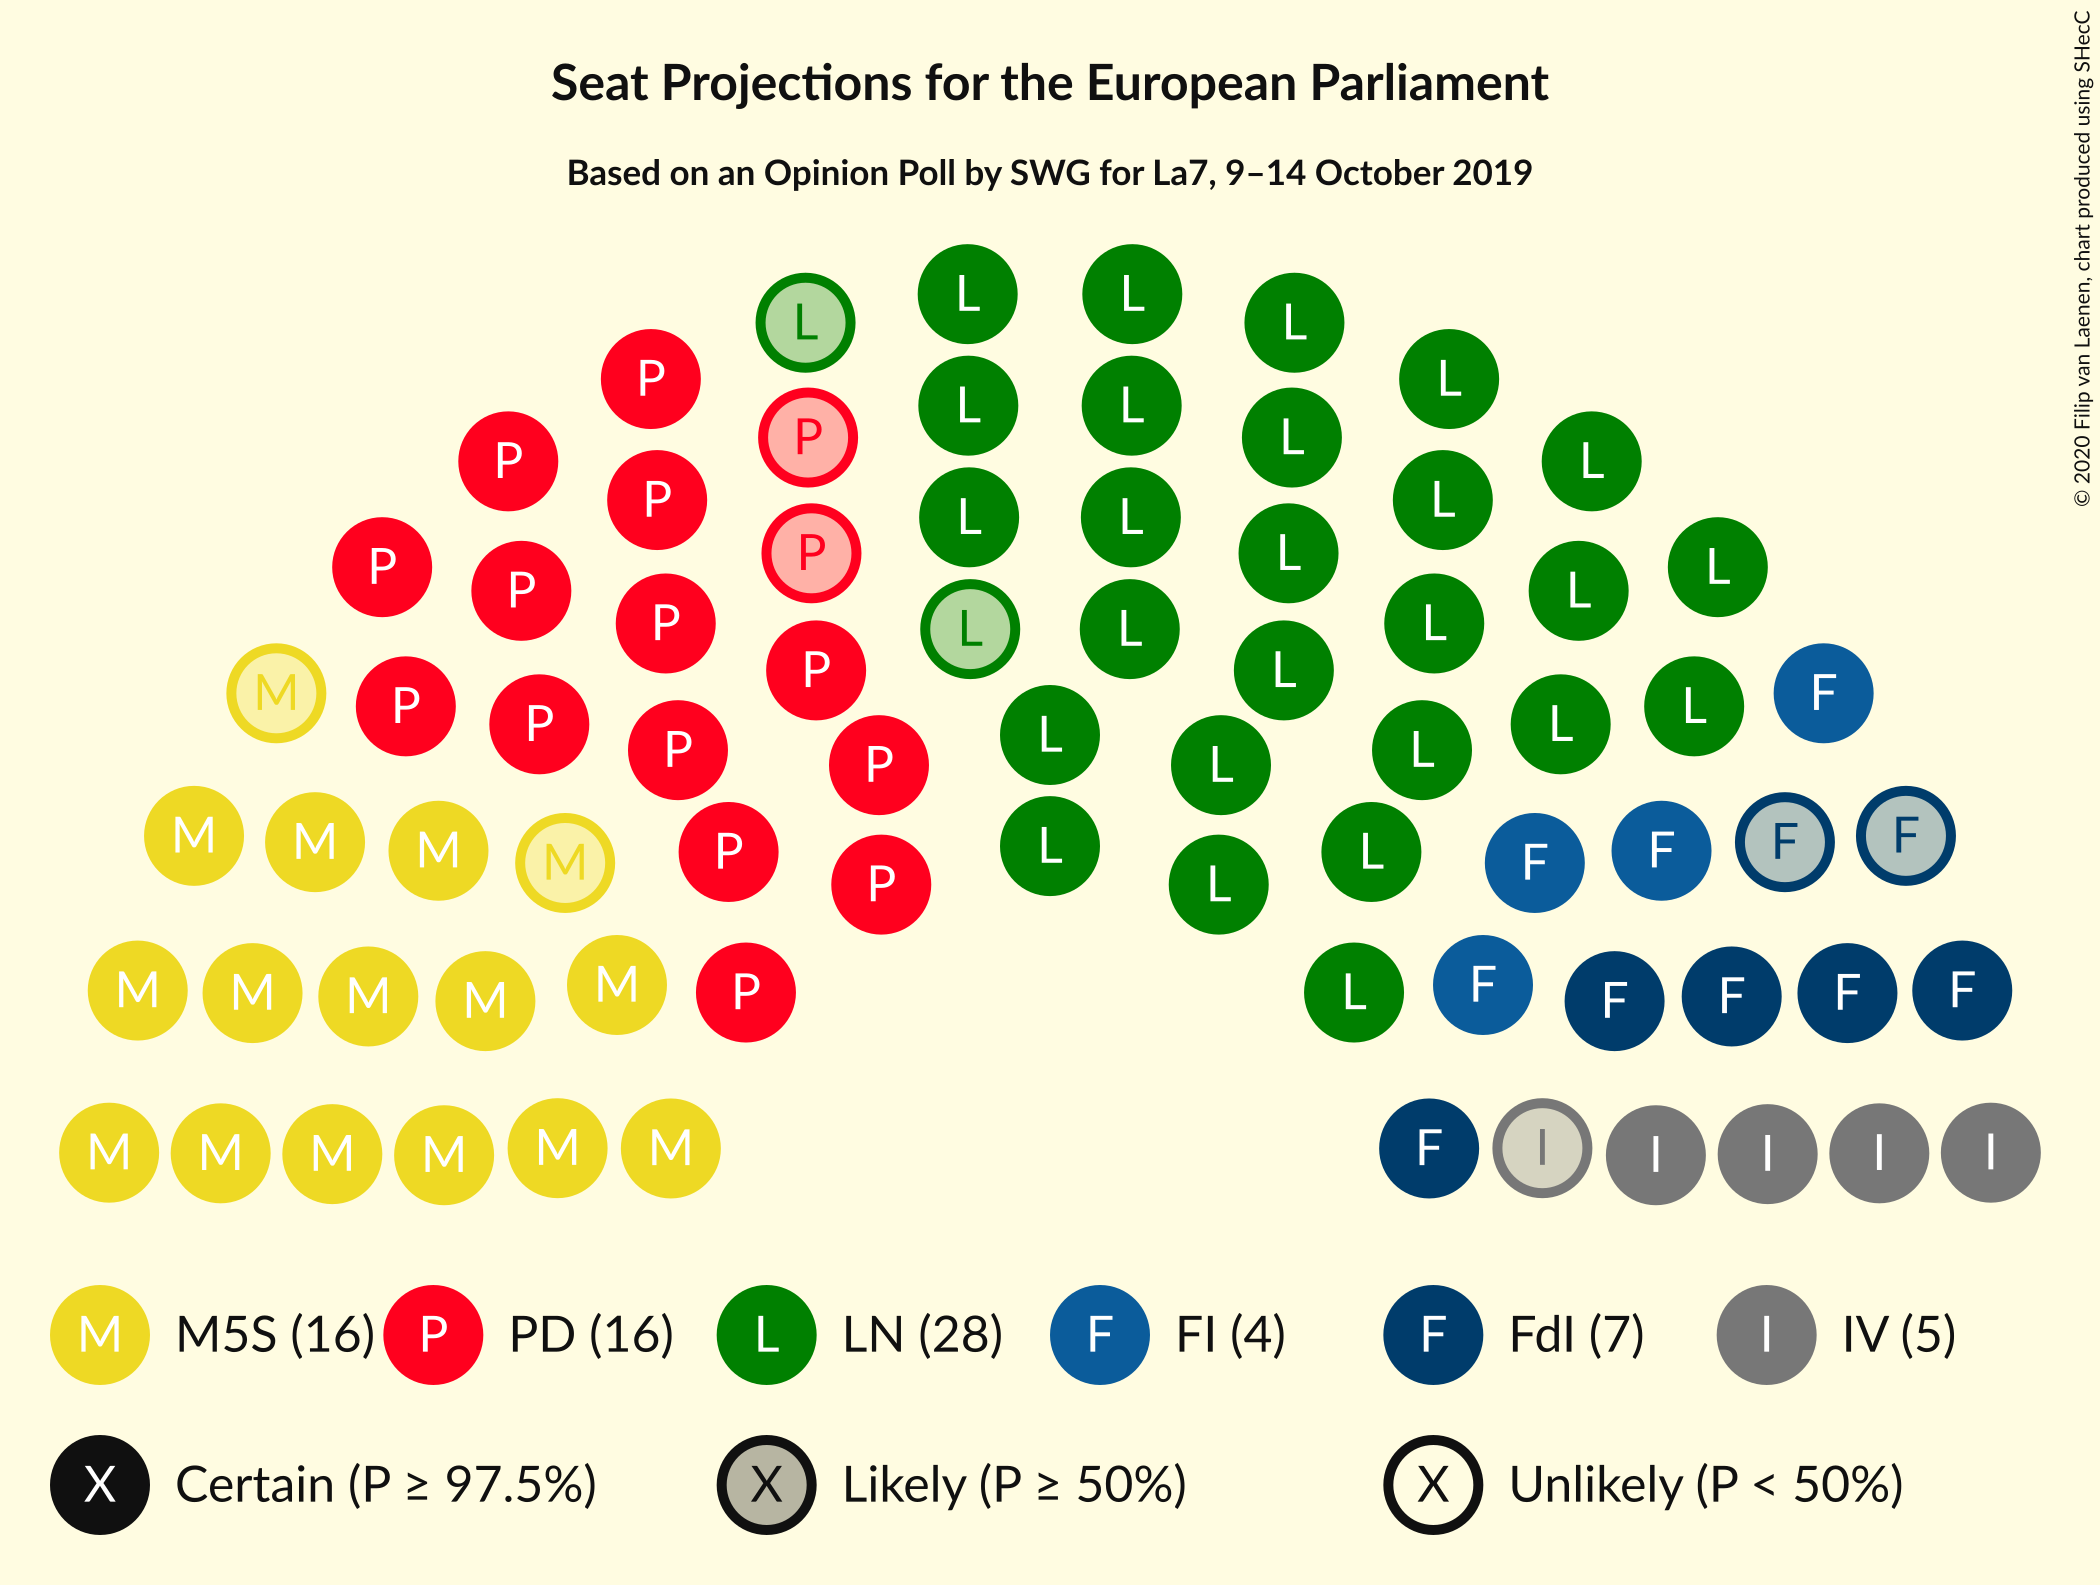 Seat Projections for the European Parliament
Based on an Opinion Poll by SWG for La7, 9–14 October 2019
© 2020 Filip van Laenen, chart produced using SHecC
L L
L L
P L
L L
P L
P L L
P L
P L
P L L
P L
P L
L L
P L
P L
M P L F
P L
P L
L
P L
P L
M M M M P L F F F F
L
P L
M M M M M P L F F F F F
M M M M M M F I I I I I
M M5S (16) P PD (16) L LN (28) F FI (4) F FdI (7) I IV (5)
X Certain (P ≥ 97.5%) X Likely (P ≥ 50%) X Unlikely (P < 50%)